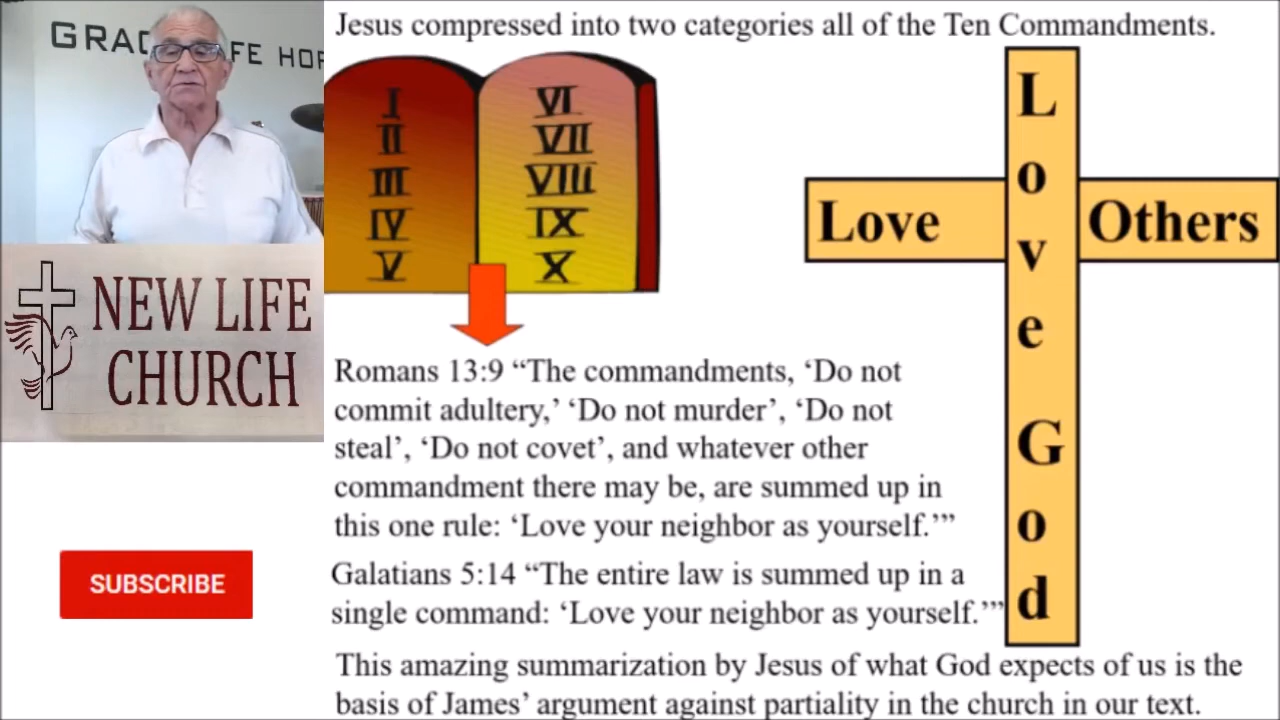 Jesus compressed into two categories all of the Ten Commandments.
GRAC FE HOP
I
II
III
IV
V
VI
VII
VIII
IX
X
L
o
v
e
G
o
d
Love Others
NEW LIFE
CHURCH
Romans 13:9 “The commandments, ‘Do not
commit adultery,’ ‘Do not murder’, ‘Do not
steal’, ‘Do not covet’, and whatever other
commandment there may be, are summed up in
this one rule: ‘Love your neighbor as yourself.’”
SUBSCRIBE
Galatians 5:14 “The entire law is summed up in a
single command: ‘Love your neighbor as yourself.’”
This amazing summarization by Jesus of what God expects of us is the
basis of James’ argument against partiality in the church in our text.